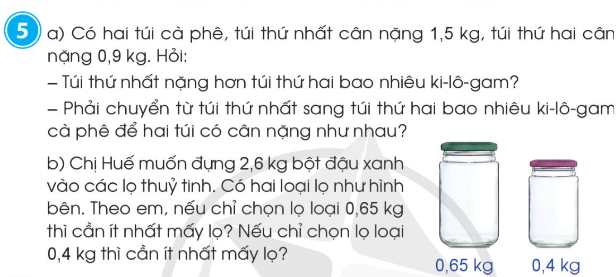 5 a) Có hai túi cà phê, túi thứ nhất cân nặng 1,5 kg, túi thứ hai cân
nặng 0,9 kg. Hỏi:
– Túi thứ nhất nặng hơn túi thứ hai bao nhiêu ki-lô-gam?
– Phải chuyển từ túi thứ nhất sang túi thứ hai bao nhiêu ki-lô-gam
cà phê để hai túi có cân nặng như nhau?
b) Chị Huế muốn đựng 2,6 kg bột đậu xanh
vào các lọ thuỷ tinh. Có hai loại lọ như hình
bên. Theo em, nếu chỉ chọn lọ loại 0,65 kg
thì cần ít nhất mấy lọ? Nếu chỉ chọn lọ loại
0,4 kg thì cần ít nhất mấy lọ?
0,65 kg 0,4 kg